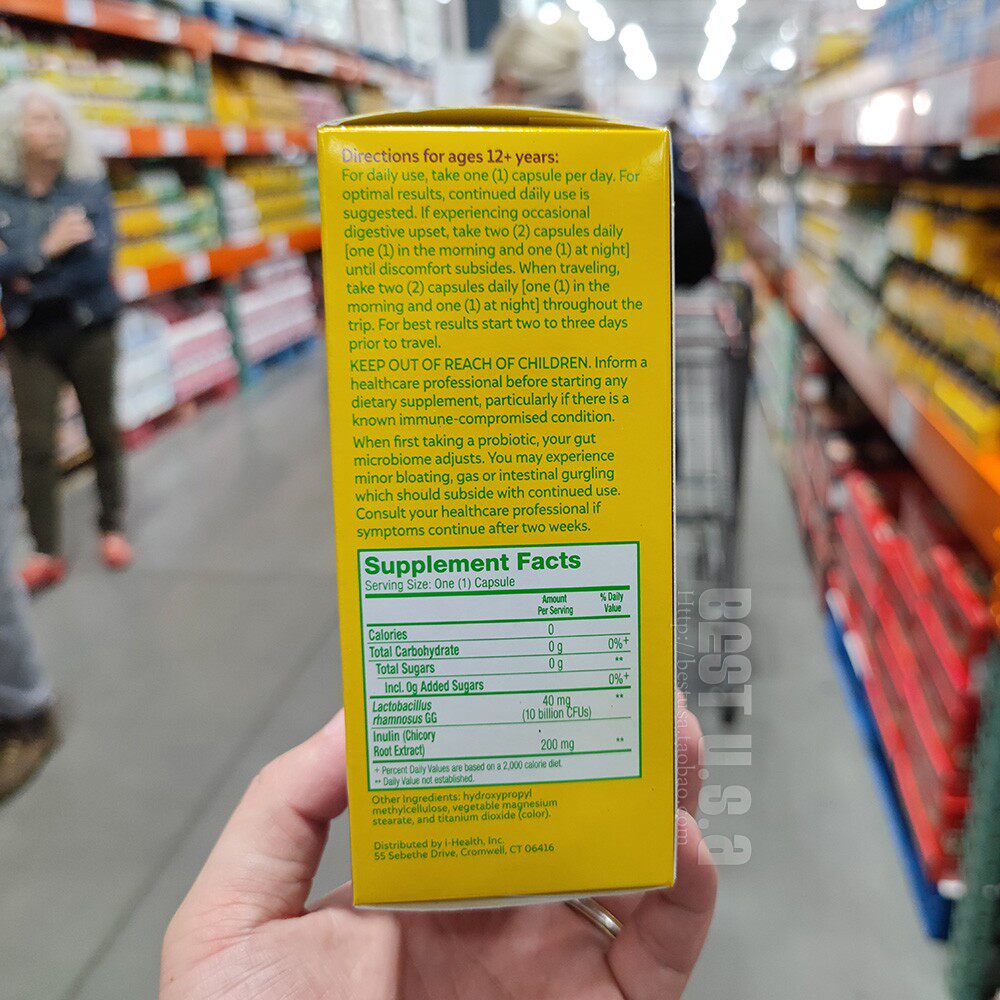 Directions for ages 12+ years:
For daily use, take one (1) capsule per day. For
optimal results, continued daily use is
suggested. If experiencing occasional
digestive upset, take two (2) capsules daily
[one (1) in the morning and one (1) at night]
until discomfort subsides. When traveling,
take two (2) capsules daily [one (1) in the
morning and one (1) at night] throughout the
trip. For best results start two to three days
prior to travel.
KEEP OUT OF REACH OF CHILDREN. Inform a
healthcare professional before starting any
dietary supplement, particularly if there is a
known immune-compromised condition.
When first taking a probiotic, your gut
microbiome adjusts. You may experience
minor bloating, gas or intestinal gurgling
which should subside with continued use.
Consult your healthcare professional if
symptoms continue after two weeks.
Supplement Facts
Serving Size: One (1) Capsule
Amount Per Serving % Daily Value
Calories 0
Total Carbohydrate 0 g 0%+
Total Sugars 0 g **
Incl. 0g Added Sugars 0%+
Lactobacillus rhamnosus GG 40 mg (10 billion CFUs) **
Inulin (Chicory Root Extract) 200 mg **
+ Percent Daily Values are based on a 2,000 calorie diet.
** Daily Value not established.
Other Ingredients: hydroxypropyl
methylcellulose, vegetable magnesium
stearate, and titanium dioxide (color).
Distributed by i-Health, Inc.
55 Sebethe Drive, Cromwell, CT 06416
BEST U.S.a
Http://bestusa.taobao.com